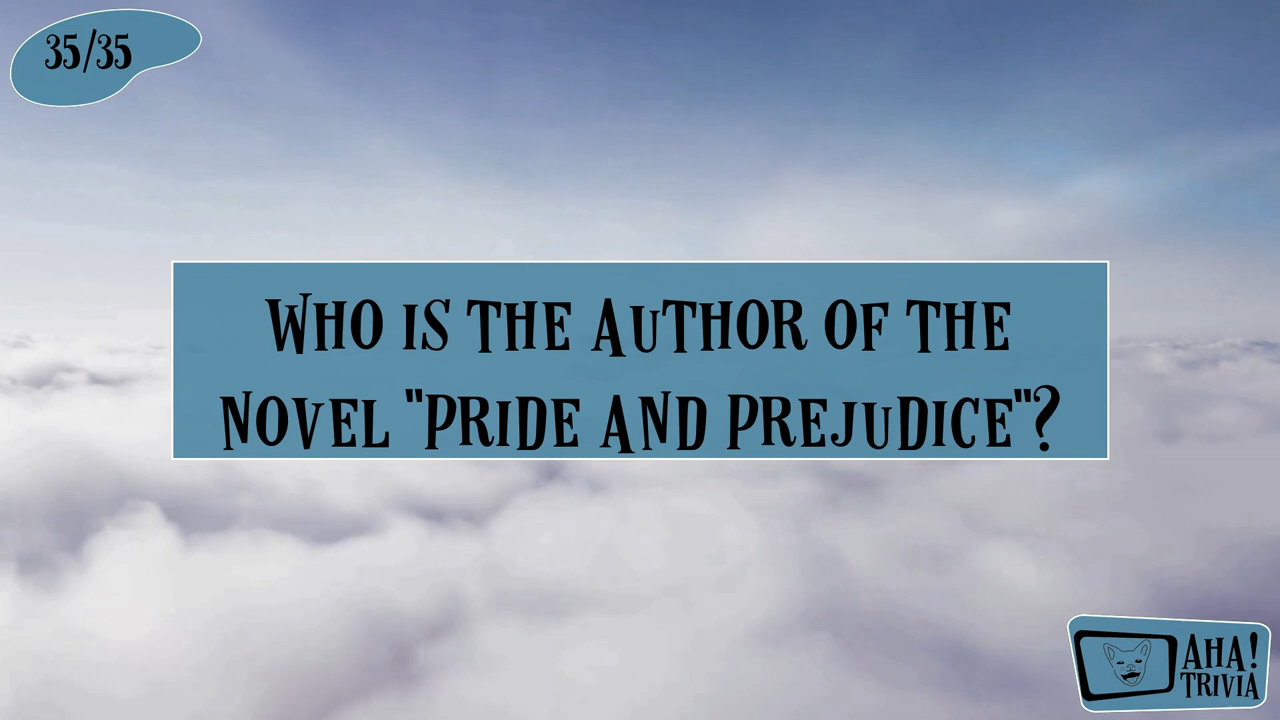 35/35
WHO IS THE AUTHOR OF THE
NOVEL "PRIDE AND PREJUDICE"?
AHA!
TRIVIA